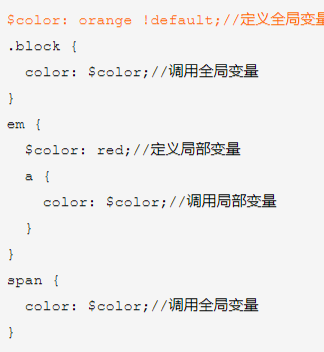 $color: orange !default;//定义全局变量
.block {
  color: $color;//调用全局变量
}
em {
  $color: red;//定义局部变量
  a {
    color: $color;//调用局部变量
  }
}
span {
  color: $color;//调用全局变量
}